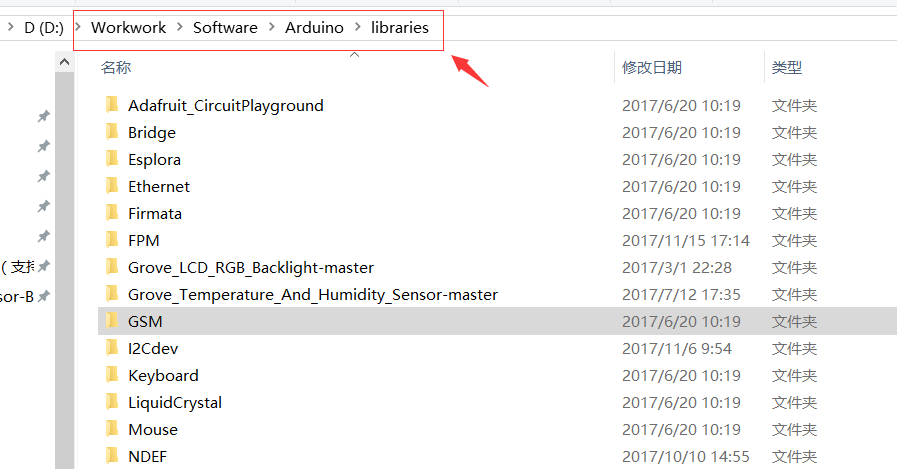 D (D:) Workwork Software Arduino libraries
名称 修改日期 类型
Adafruit_CircuitPlayground 2017/6/20 10:19 文件夹
Bridge 2017/6/20 10:19 文件夹
Esplora 2017/6/20 10:19 文件夹
Ethernet 2017/6/20 10:19 文件夹
Firmata 2017/6/20 10:19 文件夹
FPM 2017/11/15 17:14 文件夹
(支持 Grove_LCD_RGB_Backlight-master 2017/3/1 22:28 文件夹
sor-B Grove_Temperature_And_Humidity_Sensor-master 2017/7/12 17:35 文件夹
GSM 2017/6/20 10:19 文件夹
I2Cdev 2017/11/6 9:54 文件夹
Keyboard 2017/6/20 10:19 文件夹
LiquidCrystal 2017/6/20 10:19 文件夹
Mouse 2017/6/20 10:19 文件夹
NDEF 2017/10/10 14:55 文件夹